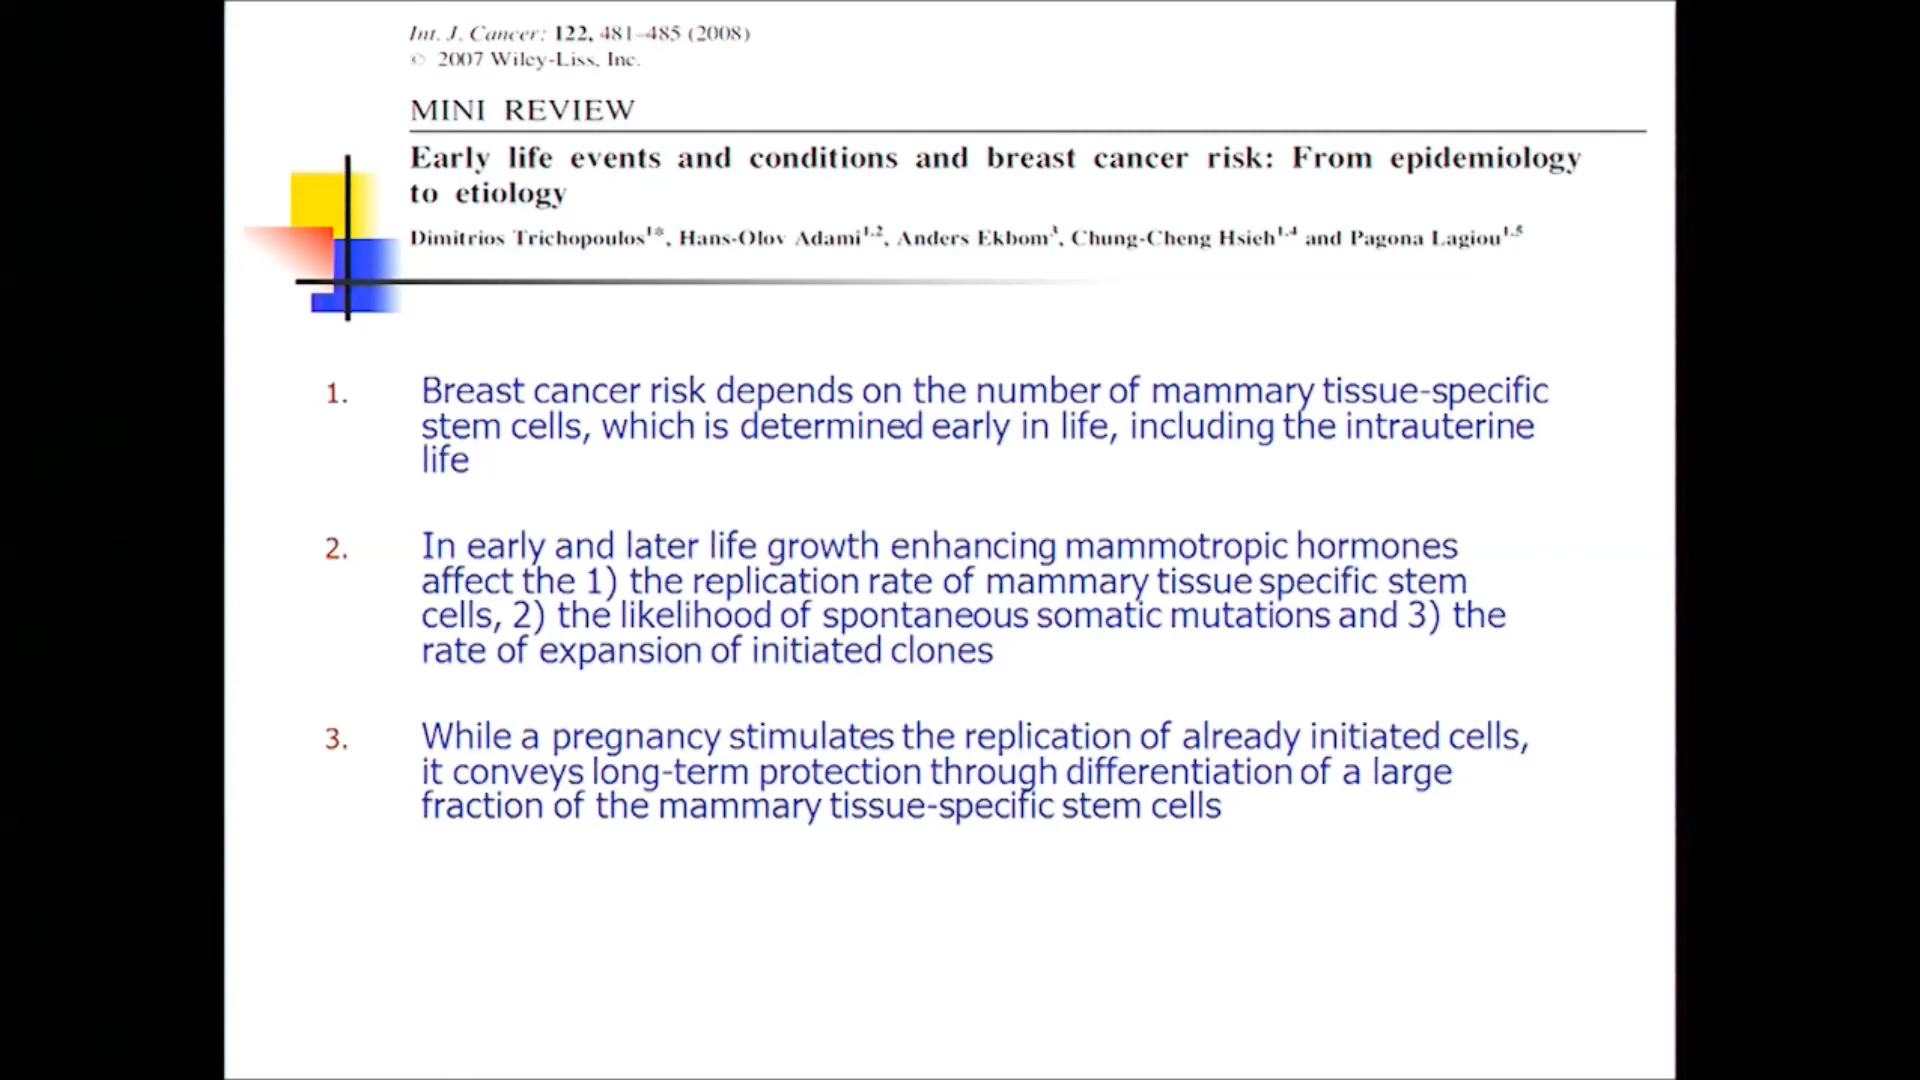 Int. J. Cancer: 122, 481–485 (2008)
© 2007 Wiley-Liss, Inc.
MINI REVIEW
Early life events and conditions and breast cancer risk: From epidemiology
to etiology
Dimitrios Trichopoulos1*, Hans-Olov Adami1,2, Anders Ekbom3, Chung-Cheng Hsieh1,4 and Pagona Lagiou1,5
1. Breast cancer risk depends on the number of mammary tissue-specific
stem cells, which is determined early in life, including the intrauterine
life
2. In early and later life growth enhancing mammotropic hormones
affect the 1) the replication rate of mammary tissue specific stem
cells, 2) the likelihood of spontaneous somatic mutations and 3) the
rate of expansion of initiated clones
3. While a pregnancy stimulates the replication of already initiated cells,
it conveys long-term protection through differentiation of a large
fraction of the mammary tissue-specific stem cells